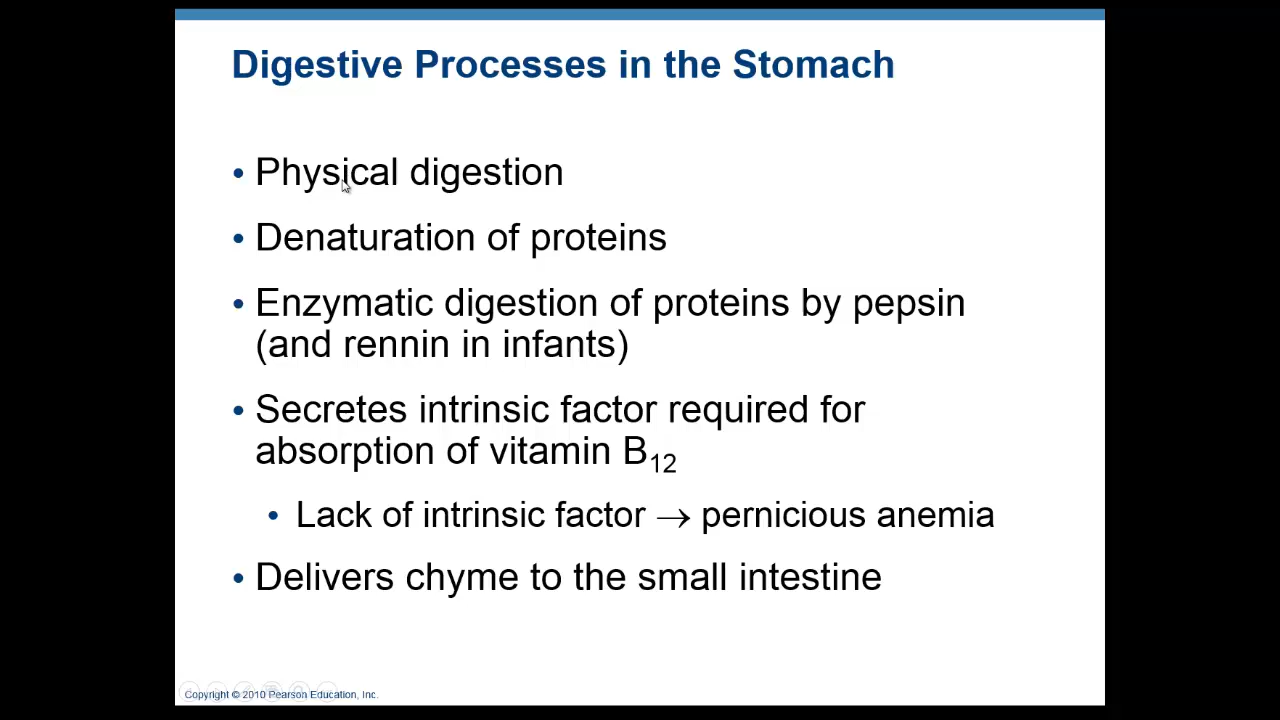 Digestive Processes in the Stomach
• Physical digestion
• Denaturation of proteins
• Enzymatic digestion of proteins by pepsin
(and rennin in infants)
• Secretes intrinsic factor required for
absorption of vitamin B₁₂
• Lack of intrinsic factor → pernicious anemia
• Delivers chyme to the small intestine
Copyright © 2010 Pearson Education, Inc.